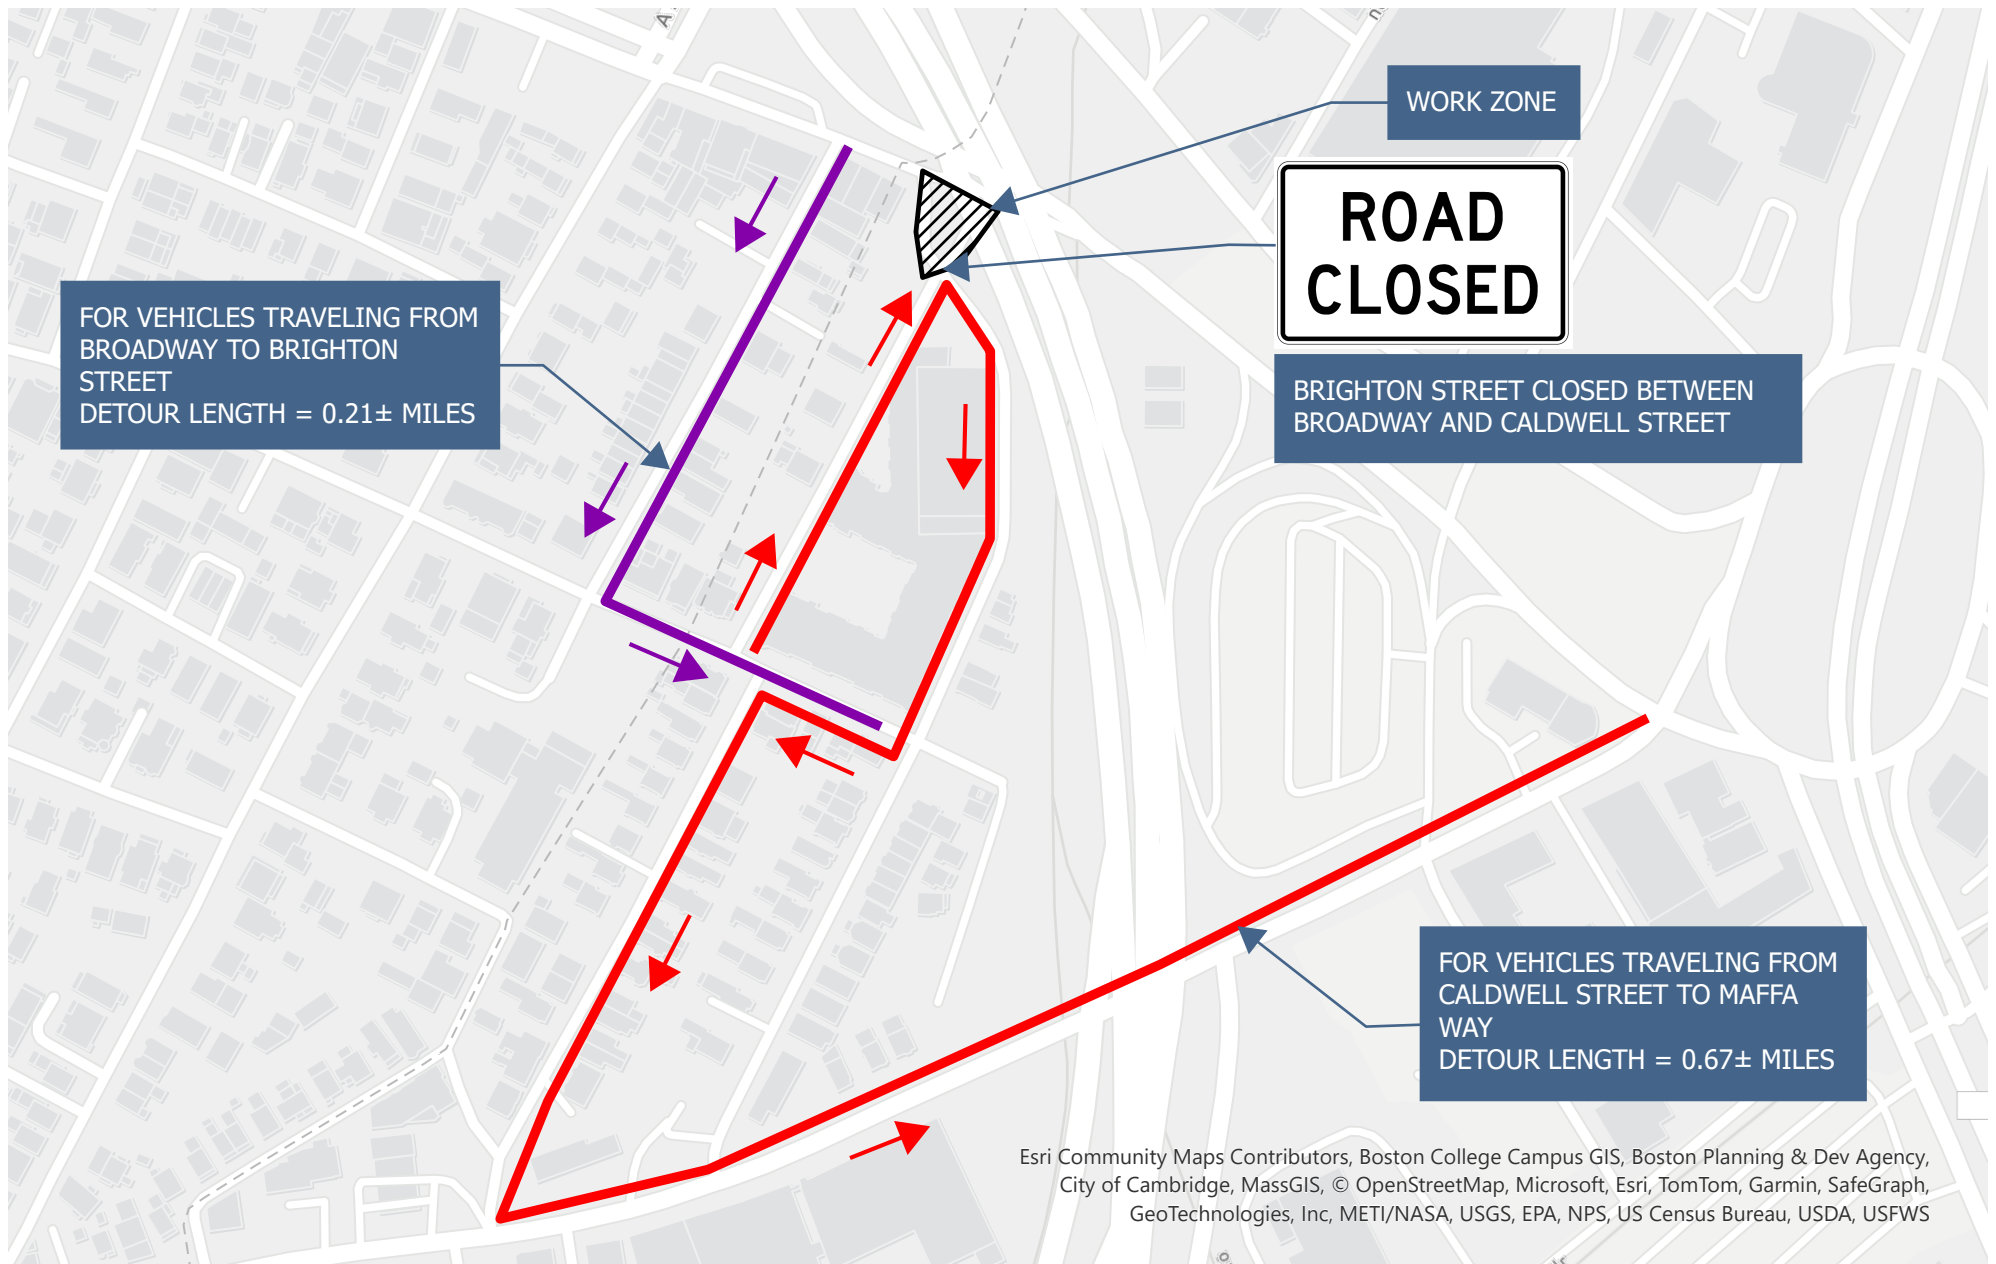 WORK ZONE
ROAD
CLOSED
BRIGHTON STREET CLOSED BETWEEN
BROADWAY AND CALDWELL STREET
FOR VEHICLES TRAVELING FROM
BROADWAY TO BRIGHTON
STREET
DETOUR LENGTH = 0.21± MILES
FOR VEHICLES TRAVELING FROM
CALDWELL STREET TO MAFFA
WAY
DETOUR LENGTH = 0.67± MILES
Esri Community Maps Contributors, Boston College Campus GIS, Boston Planning & Dev Agency,
City of Cambridge, MassGIS, © OpenStreetMap, Microsoft, Esri, TomTom, Garmin, SafeGraph,
GeoTechnologies, Inc, METI/NASA, USGS, EPA, NPS, US Census Bureau, USDA, USFWS